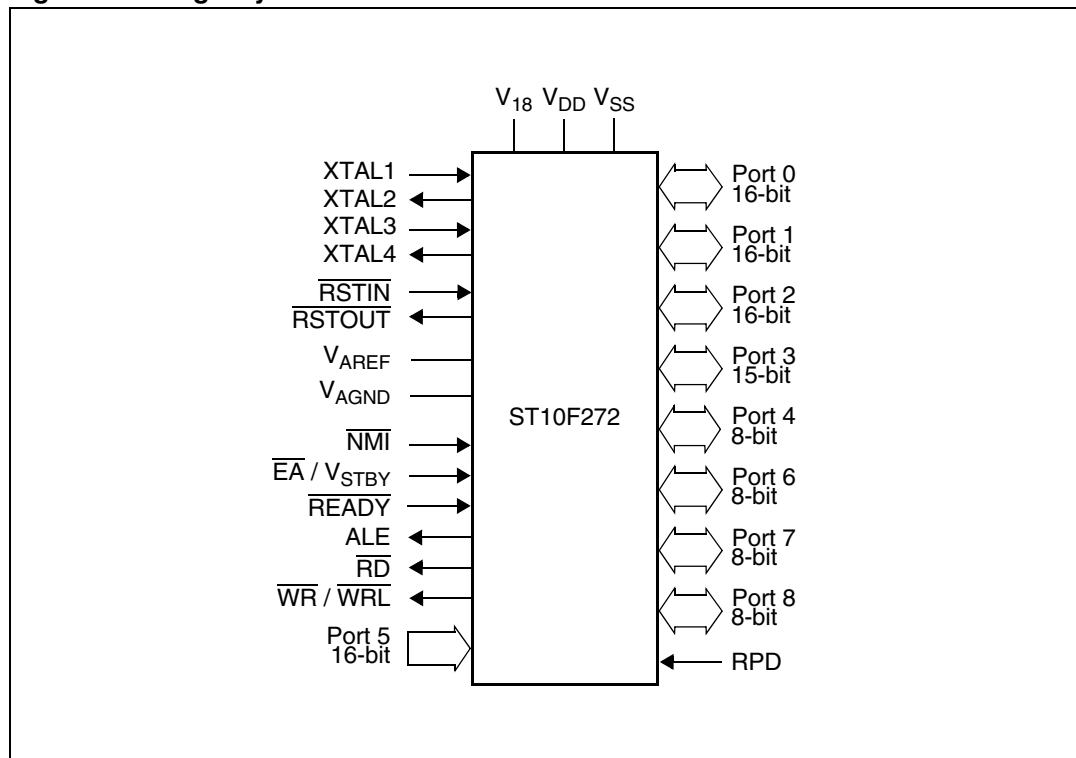 V18 VDD VSS
XTAL1
XTAL2
XTAL3
XTAL4
RSTIN
RSTOUT
VAREF
VAGND
NMI
EA / VSTBY
READY
ALE
RD
WR / WRL
Port 5
16-bit
ST10F272
Port 0
16-bit
Port 1
16-bit
Port 2
16-bit
Port 3
15-bit
Port 4
8-bit
Port 6
8-bit
Port 7
8-bit
Port 8
8-bit
RPD